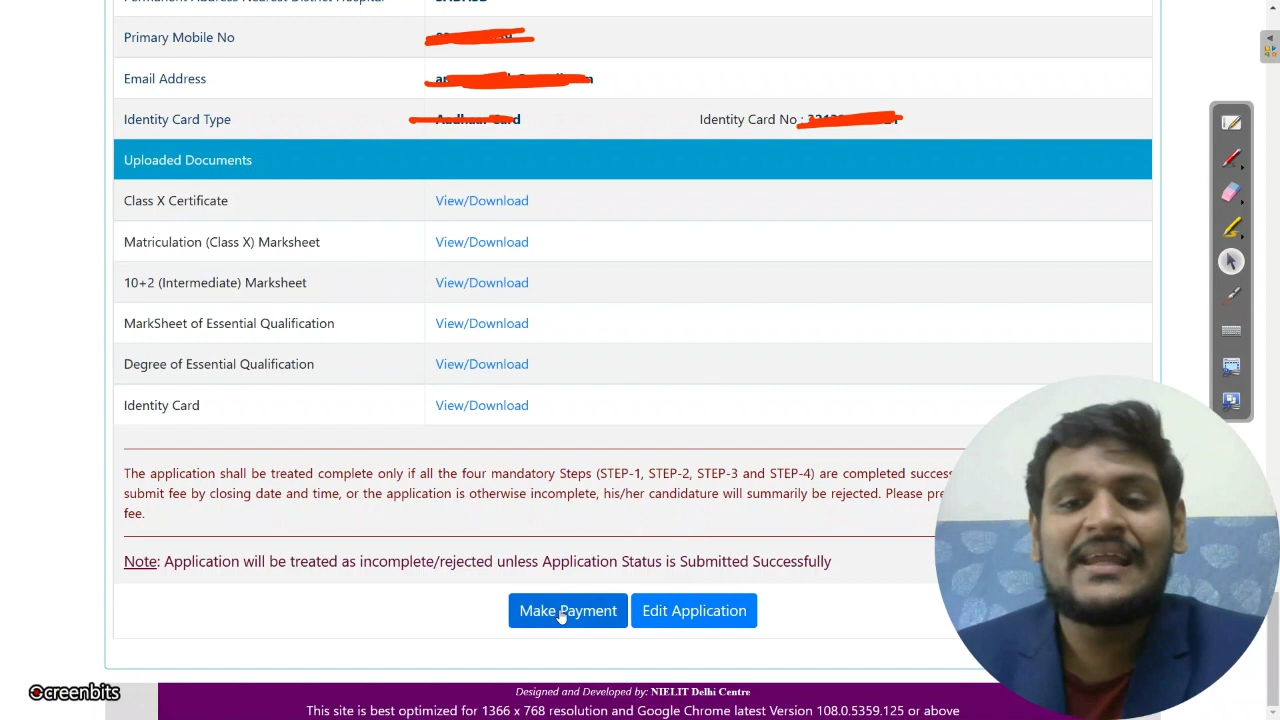 Primary Mobile No
Email Address
Identity Card Type
Identity Card No :
Uploaded Documents
Class X Certificate View/Download
Matriculation (Class X) Marksheet View/Download
10+2 (Intermediate) Marksheet View/Download
MarkSheet of Essential Qualification View/Download
Degree of Essential Qualification View/Download
Identity Card View/Download
The application shall be treated complete only if all the four mandatory Steps (STEP-1, STEP-2, STEP-3 and STEP-4) are completed
submit fee by closing date and time, or the application is otherwise incomplete, his/her candidature will summarily be rejected. Please
fee.
Note: Application will be treated as incomplete/rejected unless Application Status is Submitted Successfully
Make Payment Edit Application
Screenbits
Designed and Developed by: NIELIT Delhi Centre
This site is best optimized for 1366 x 768 resolution and Google Chrome latest Version 108.0.5359.125 or above